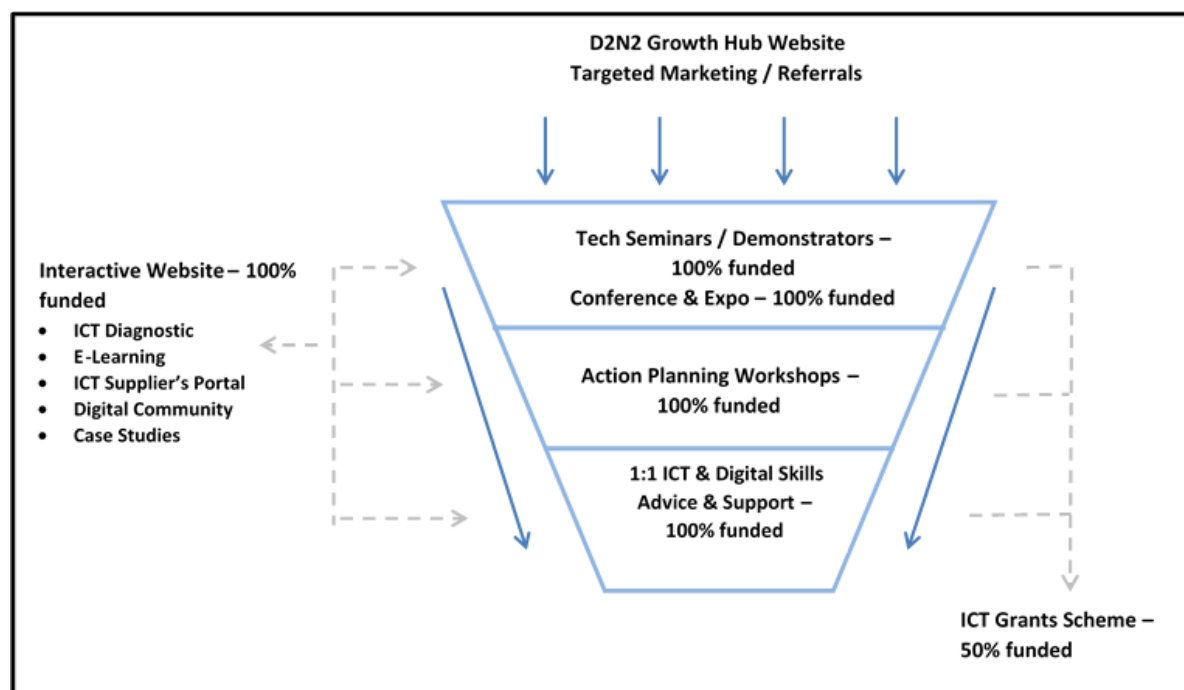 D2N2 Growth Hub Website
Targeted Marketing / Referrals
Tech Seminars / Demonstrators –
100% funded
Conference & Expo – 100% funded
Interactive Website – 100%
funded
• ICT Diagnostic
• E-Learning
• ICT Supplier's Portal
• Digital Community
• Case Studies
Action Planning Workshops –
100% funded
1:1 ICT & Digital Skills
Advice & Support –
100% funded
ICT Grants Scheme –
50% funded